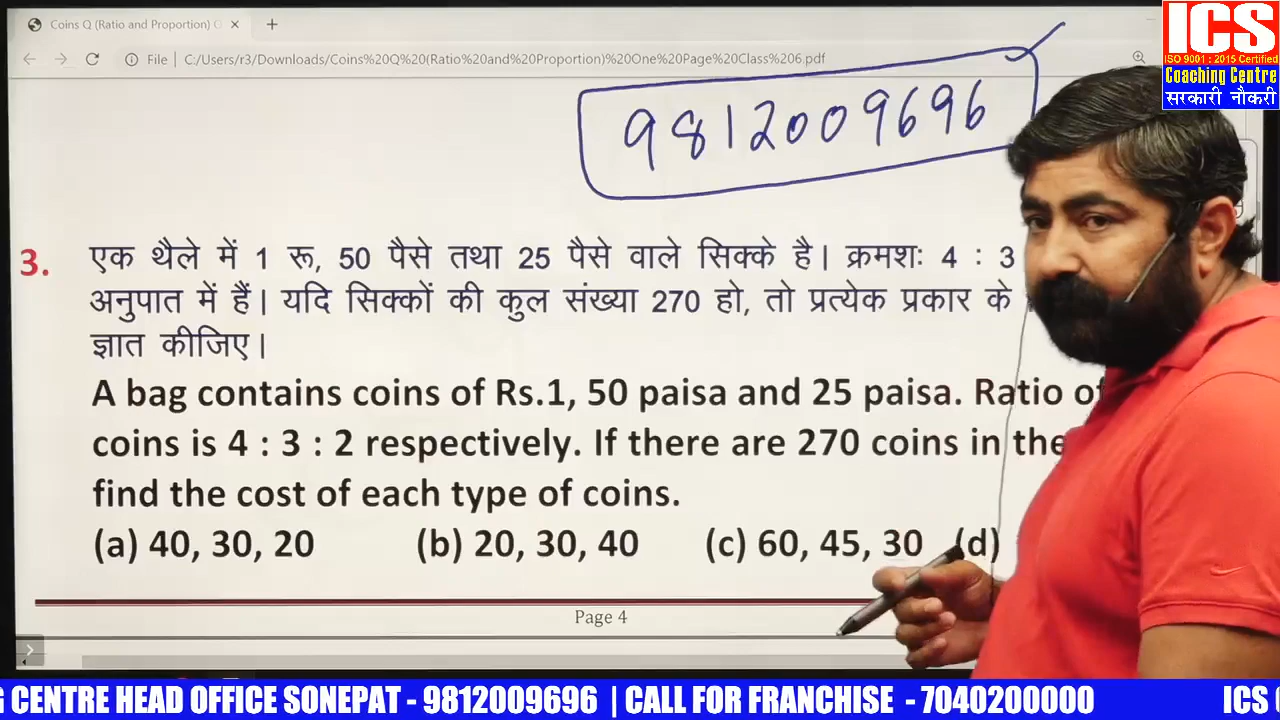 Coins Q (Ratio and Proportion) O
File C:/Users/r3/Downloads/Coins%20Q%20(Ratio%20and%20Proportion)%20One%20Page%20Class%206.pdf
ICS
ISO 9001 : 2015 Certified
Coaching Centre
सरकारी नौकरी
9812009696
3. एक थैले में 1 रू, 50 पैसे तथा 25 पैसे वाले सिक्के है। क्रमशः 4 : 3
अनुपात में हैं। यदि सिक्कों की कुल संख्या 270 हो, तो प्रत्येक प्रकार के
ज्ञात कीजिए।
A bag contains coins of Rs.1, 50 paisa and 25 paisa. Ratio of
coins is 4 : 3 : 2 respectively. If there are 270 coins in the
find the cost of each type of coins.
(a) 40, 30, 20 (b) 20, 30, 40 (c) 60, 45, 30 (d)
Page 4
G CENTRE HEAD OFFICE SONEPAT - 9812009696 | CALL FOR FRANCHISE - 7040200000 ICS